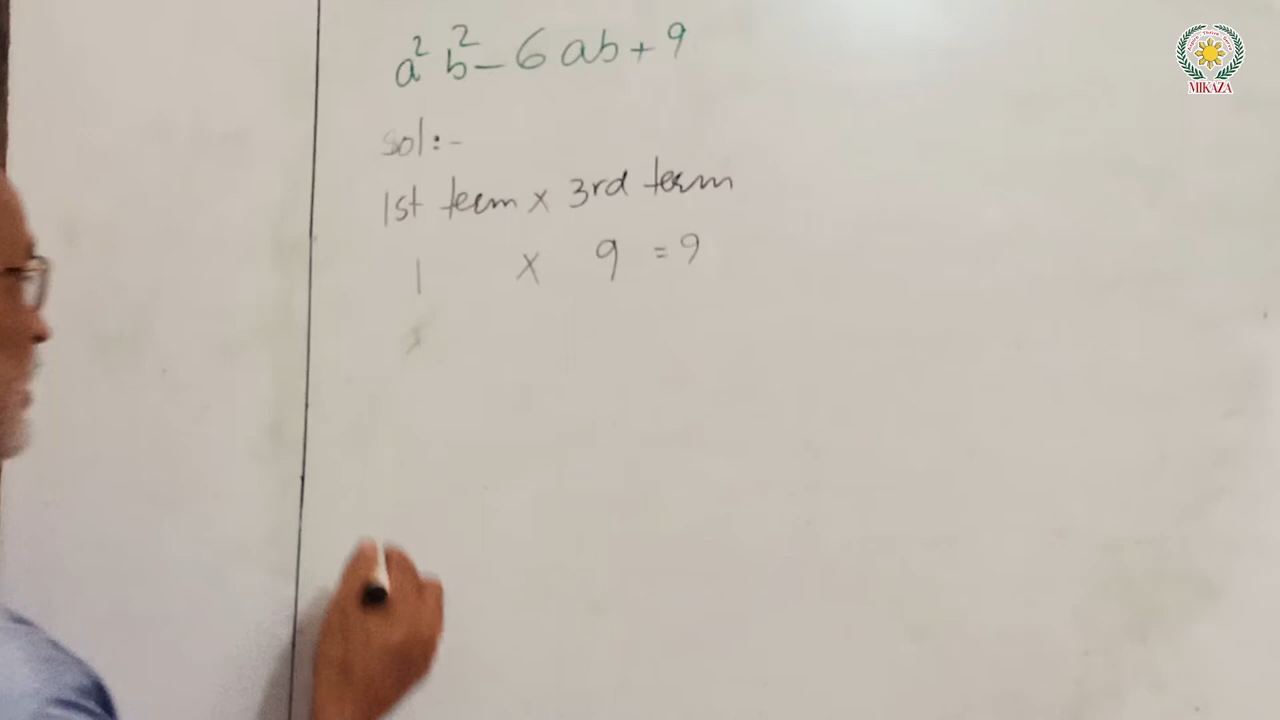 a² b² - 6 ab + 9
sol:-
1st term x 3rd term
1 x 9 = 9
MIKAZA